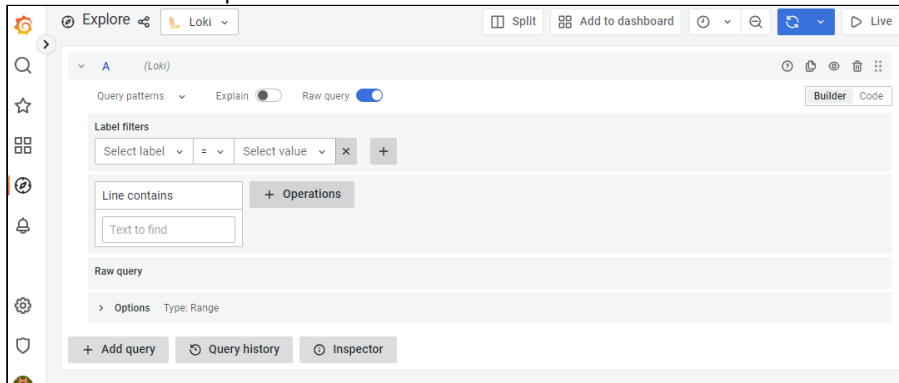 Explore Loki Split Add to dashboard Live
A (Loki)
Query patterns Explain Raw query Builder Code
Label filters
Select label = Select value × +
Line contains + Operations
Text to find
Raw query
> Options Type: Range
+ Add query Query history Inspector